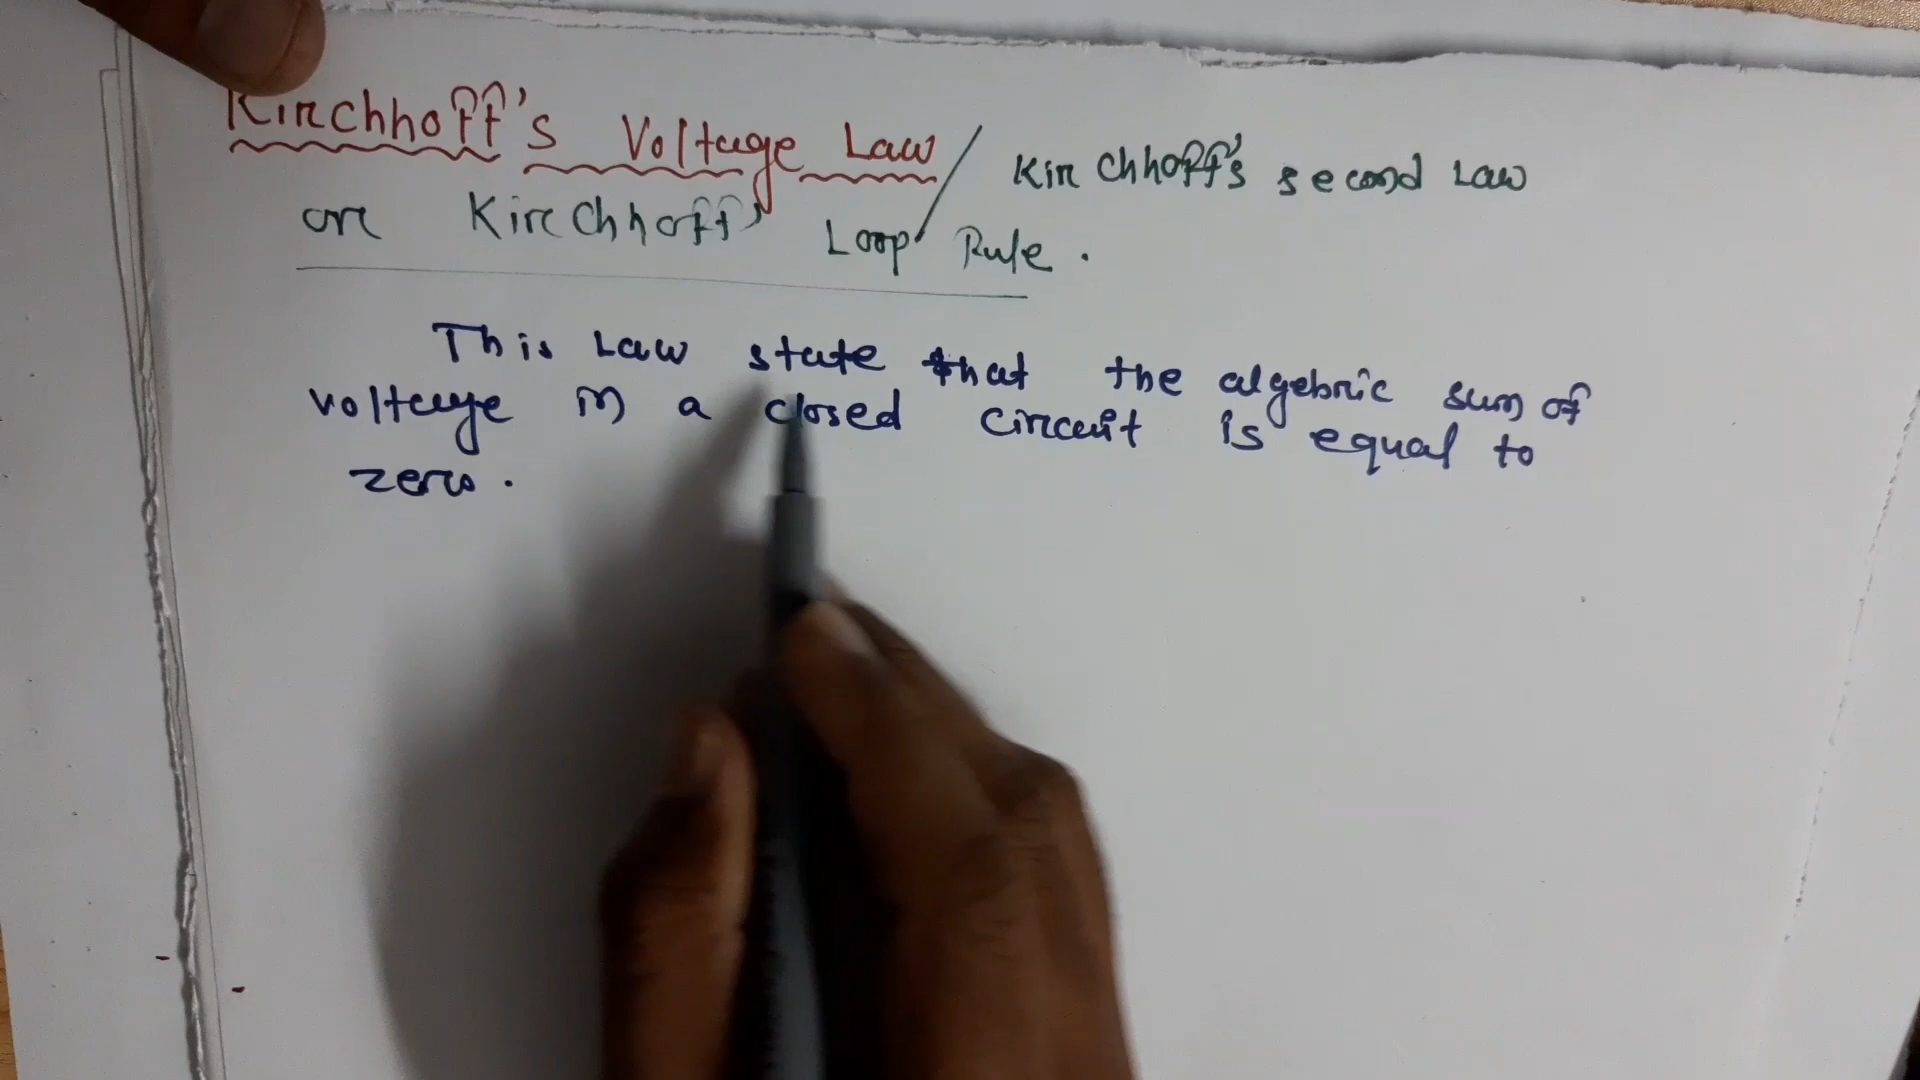 Kirchhoff's Voltage Law / Kirchhoff's second Law
or Kirchhoff' Loop Rule.
This Law state that the algebric sum of
voltage in a closed circuit is equal to
zero.